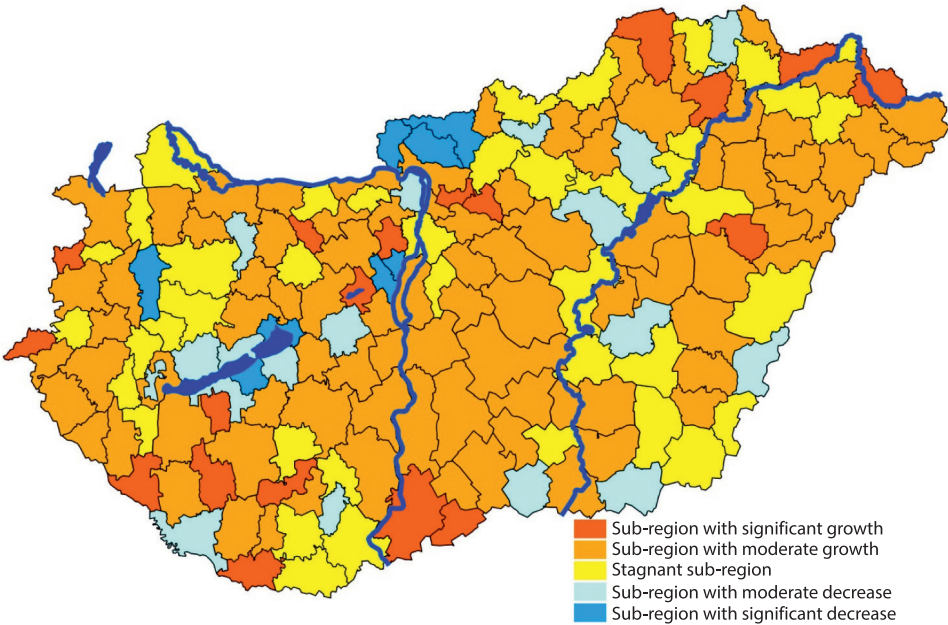 Sub-region with significant growth
Sub-region with moderate growth
Stagnant sub-region
Sub-region with moderate decrease
Sub-region with significant decrease